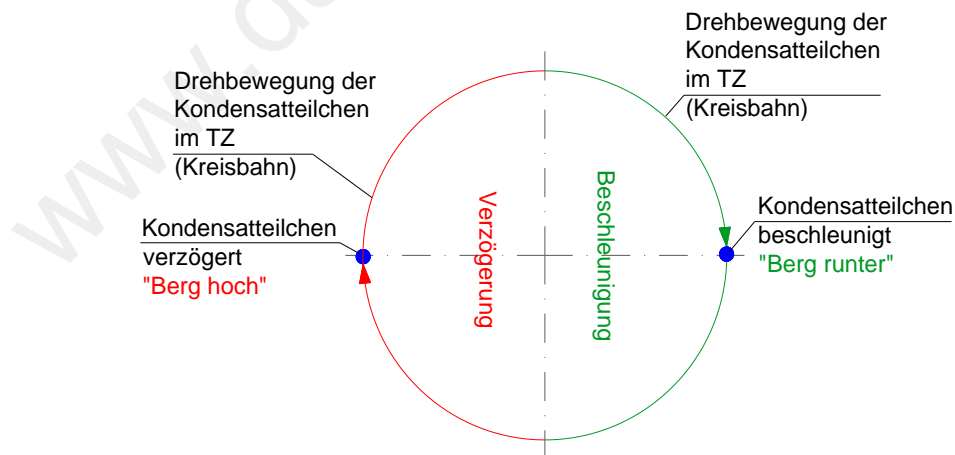 Drehbewegung der
Kondensatteilchen
im TZ
(Kreisbahn)
Drehbewegung der
Kondensatteilchen
im TZ
(Kreisbahn)
Verzögerung
Beschleunigung
Kondensatteilchen
verzögert
"Berg hoch"
Kondensatteilchen
beschleunigt
"Berg runter"